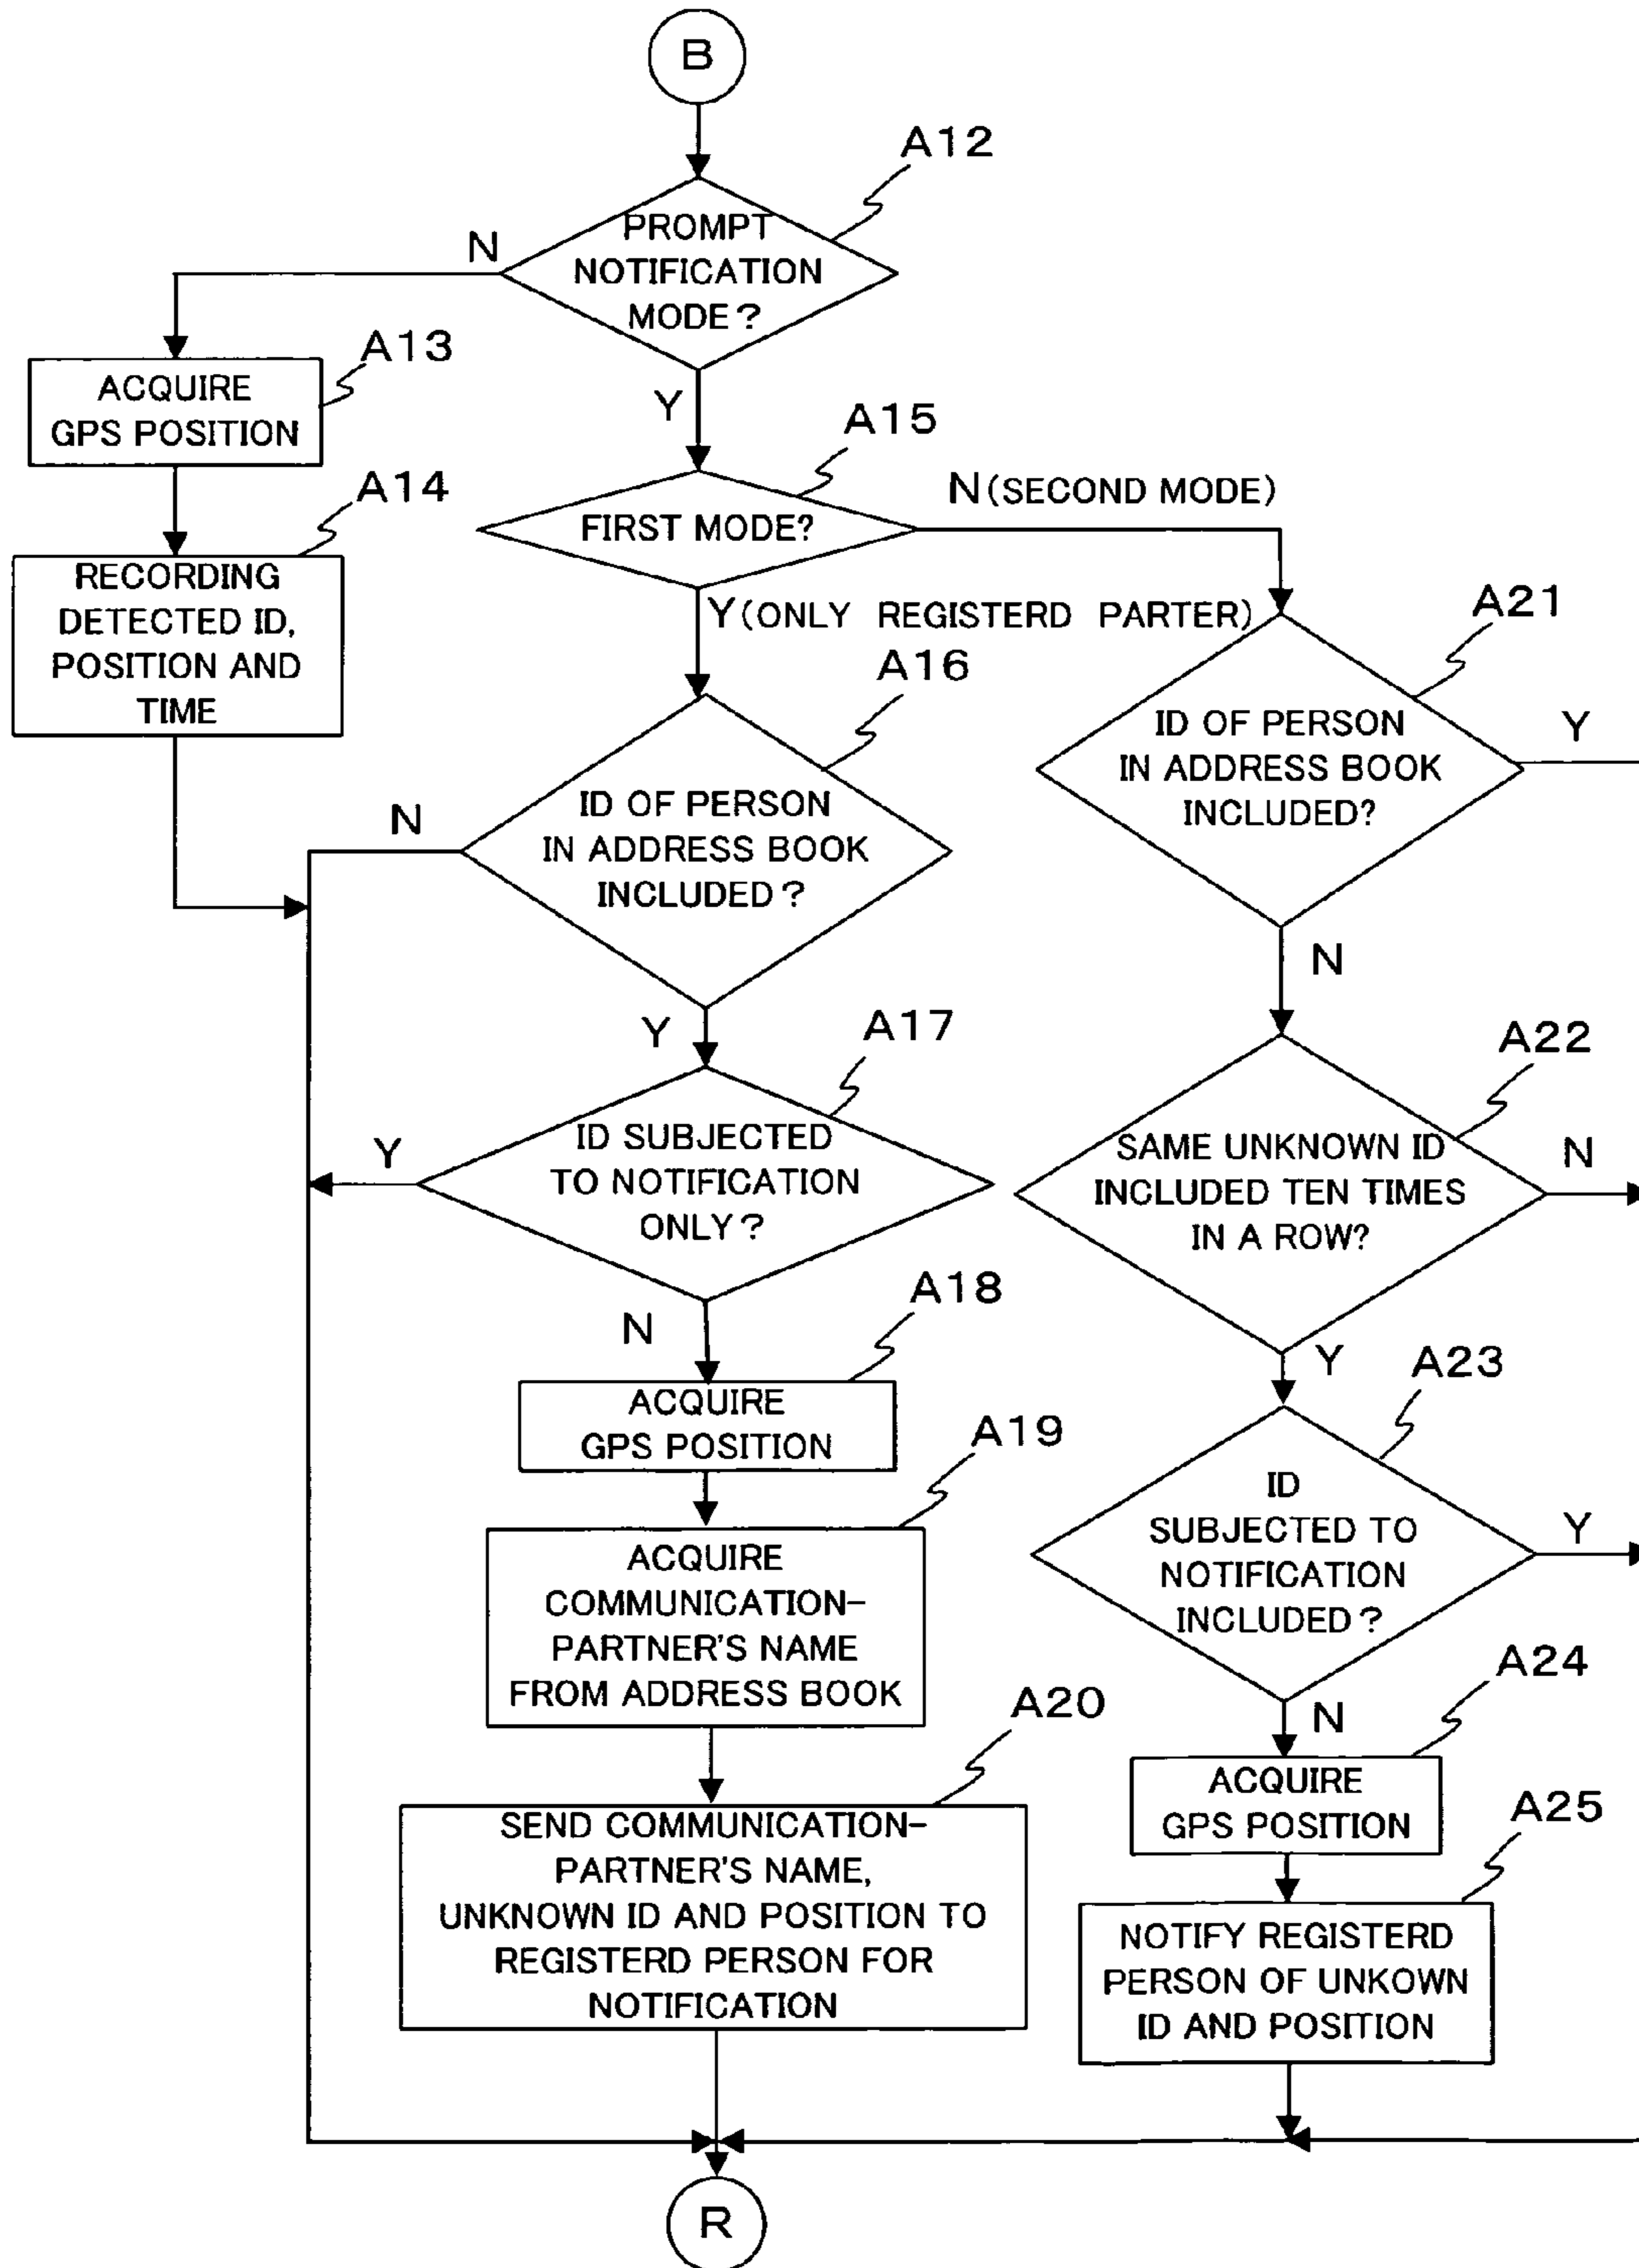 B
A12
PROMPT
NOTIFICATION
MODE?
N
Y
A13
ACQUIRE
GPS POSITION
A14
RECORDING
DETECTED ID,
POSITION AND
TIME
A15
FIRST MODE?
N(SECOND MODE)
Y(ONLY REGISTERD PARTER)
A16
ID OF PERSON
IN ADDRESS BOOK
INCLUDED?
N
Y
A17
ID SUBJECTED
TO NOTIFICATION
ONLY?
Y
N
A18
ACQUIRE
GPS POSITION
A19
ACQUIRE
COMMUNICATION-
PARTNER'S NAME
FROM ADDRESS BOOK
A20
SEND COMMUNICATION-
PARTNER'S NAME,
UNKNOWN ID AND POSITION TO
REGISTERD PERSON FOR
NOTIFICATION
A21
ID OF PERSON
IN ADDRESS BOOK
INCLUDED?
Y
N
A22
SAME UNKNOWN ID
INCLUDED TEN TIMES
IN A ROW?
N
Y
A23
ID
SUBJECTED TO
NOTIFICATION
INCLUDED?
Y
N
A24
ACQUIRE
GPS POSITION
A25
NOTIFY REGISTERD
PERSON OF UNKOWN
ID AND POSITION
R